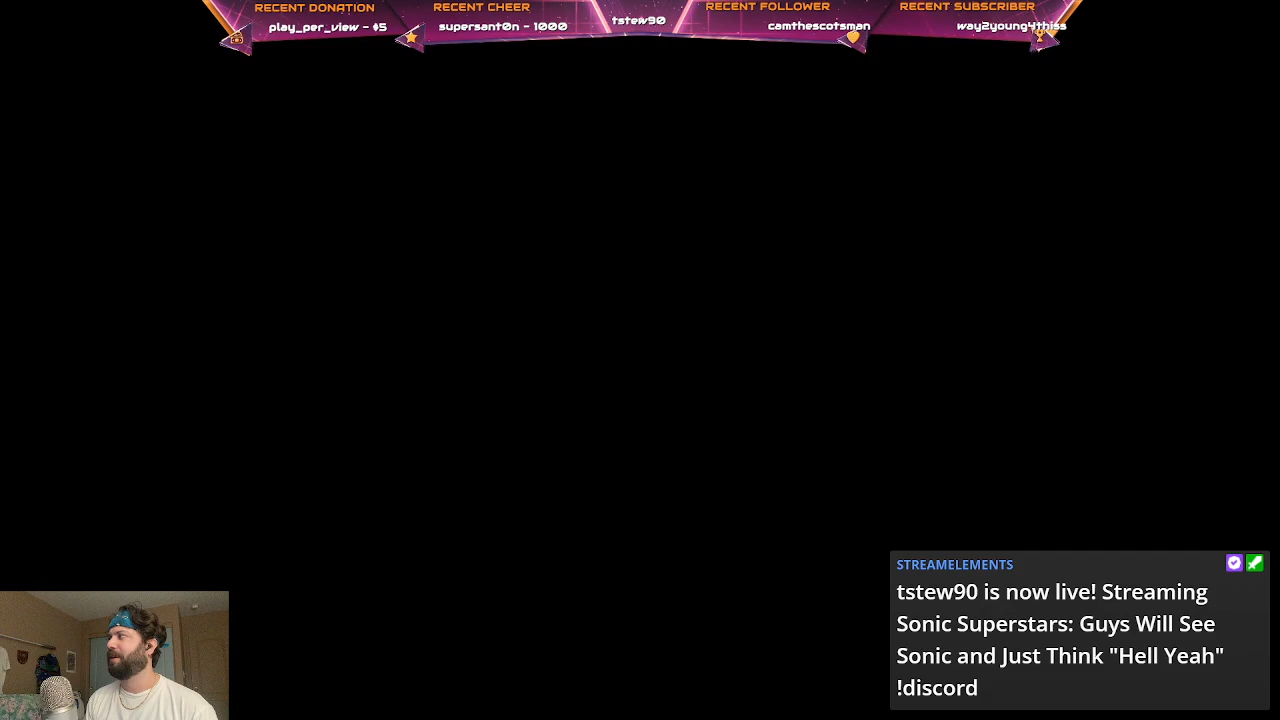 RECENT DONATION
play_per_view - $5
RECENT CHEER
supersant0n - 1000
tstew90
RECENT FOLLOWER
camthescotsman
RECENT SUBSCRIBER
way2young4thiss
STREAMELEMENTS
tstew90 is now live! Streaming
Sonic Superstars: Guys Will See
Sonic and Just Think "Hell Yeah"
!discord